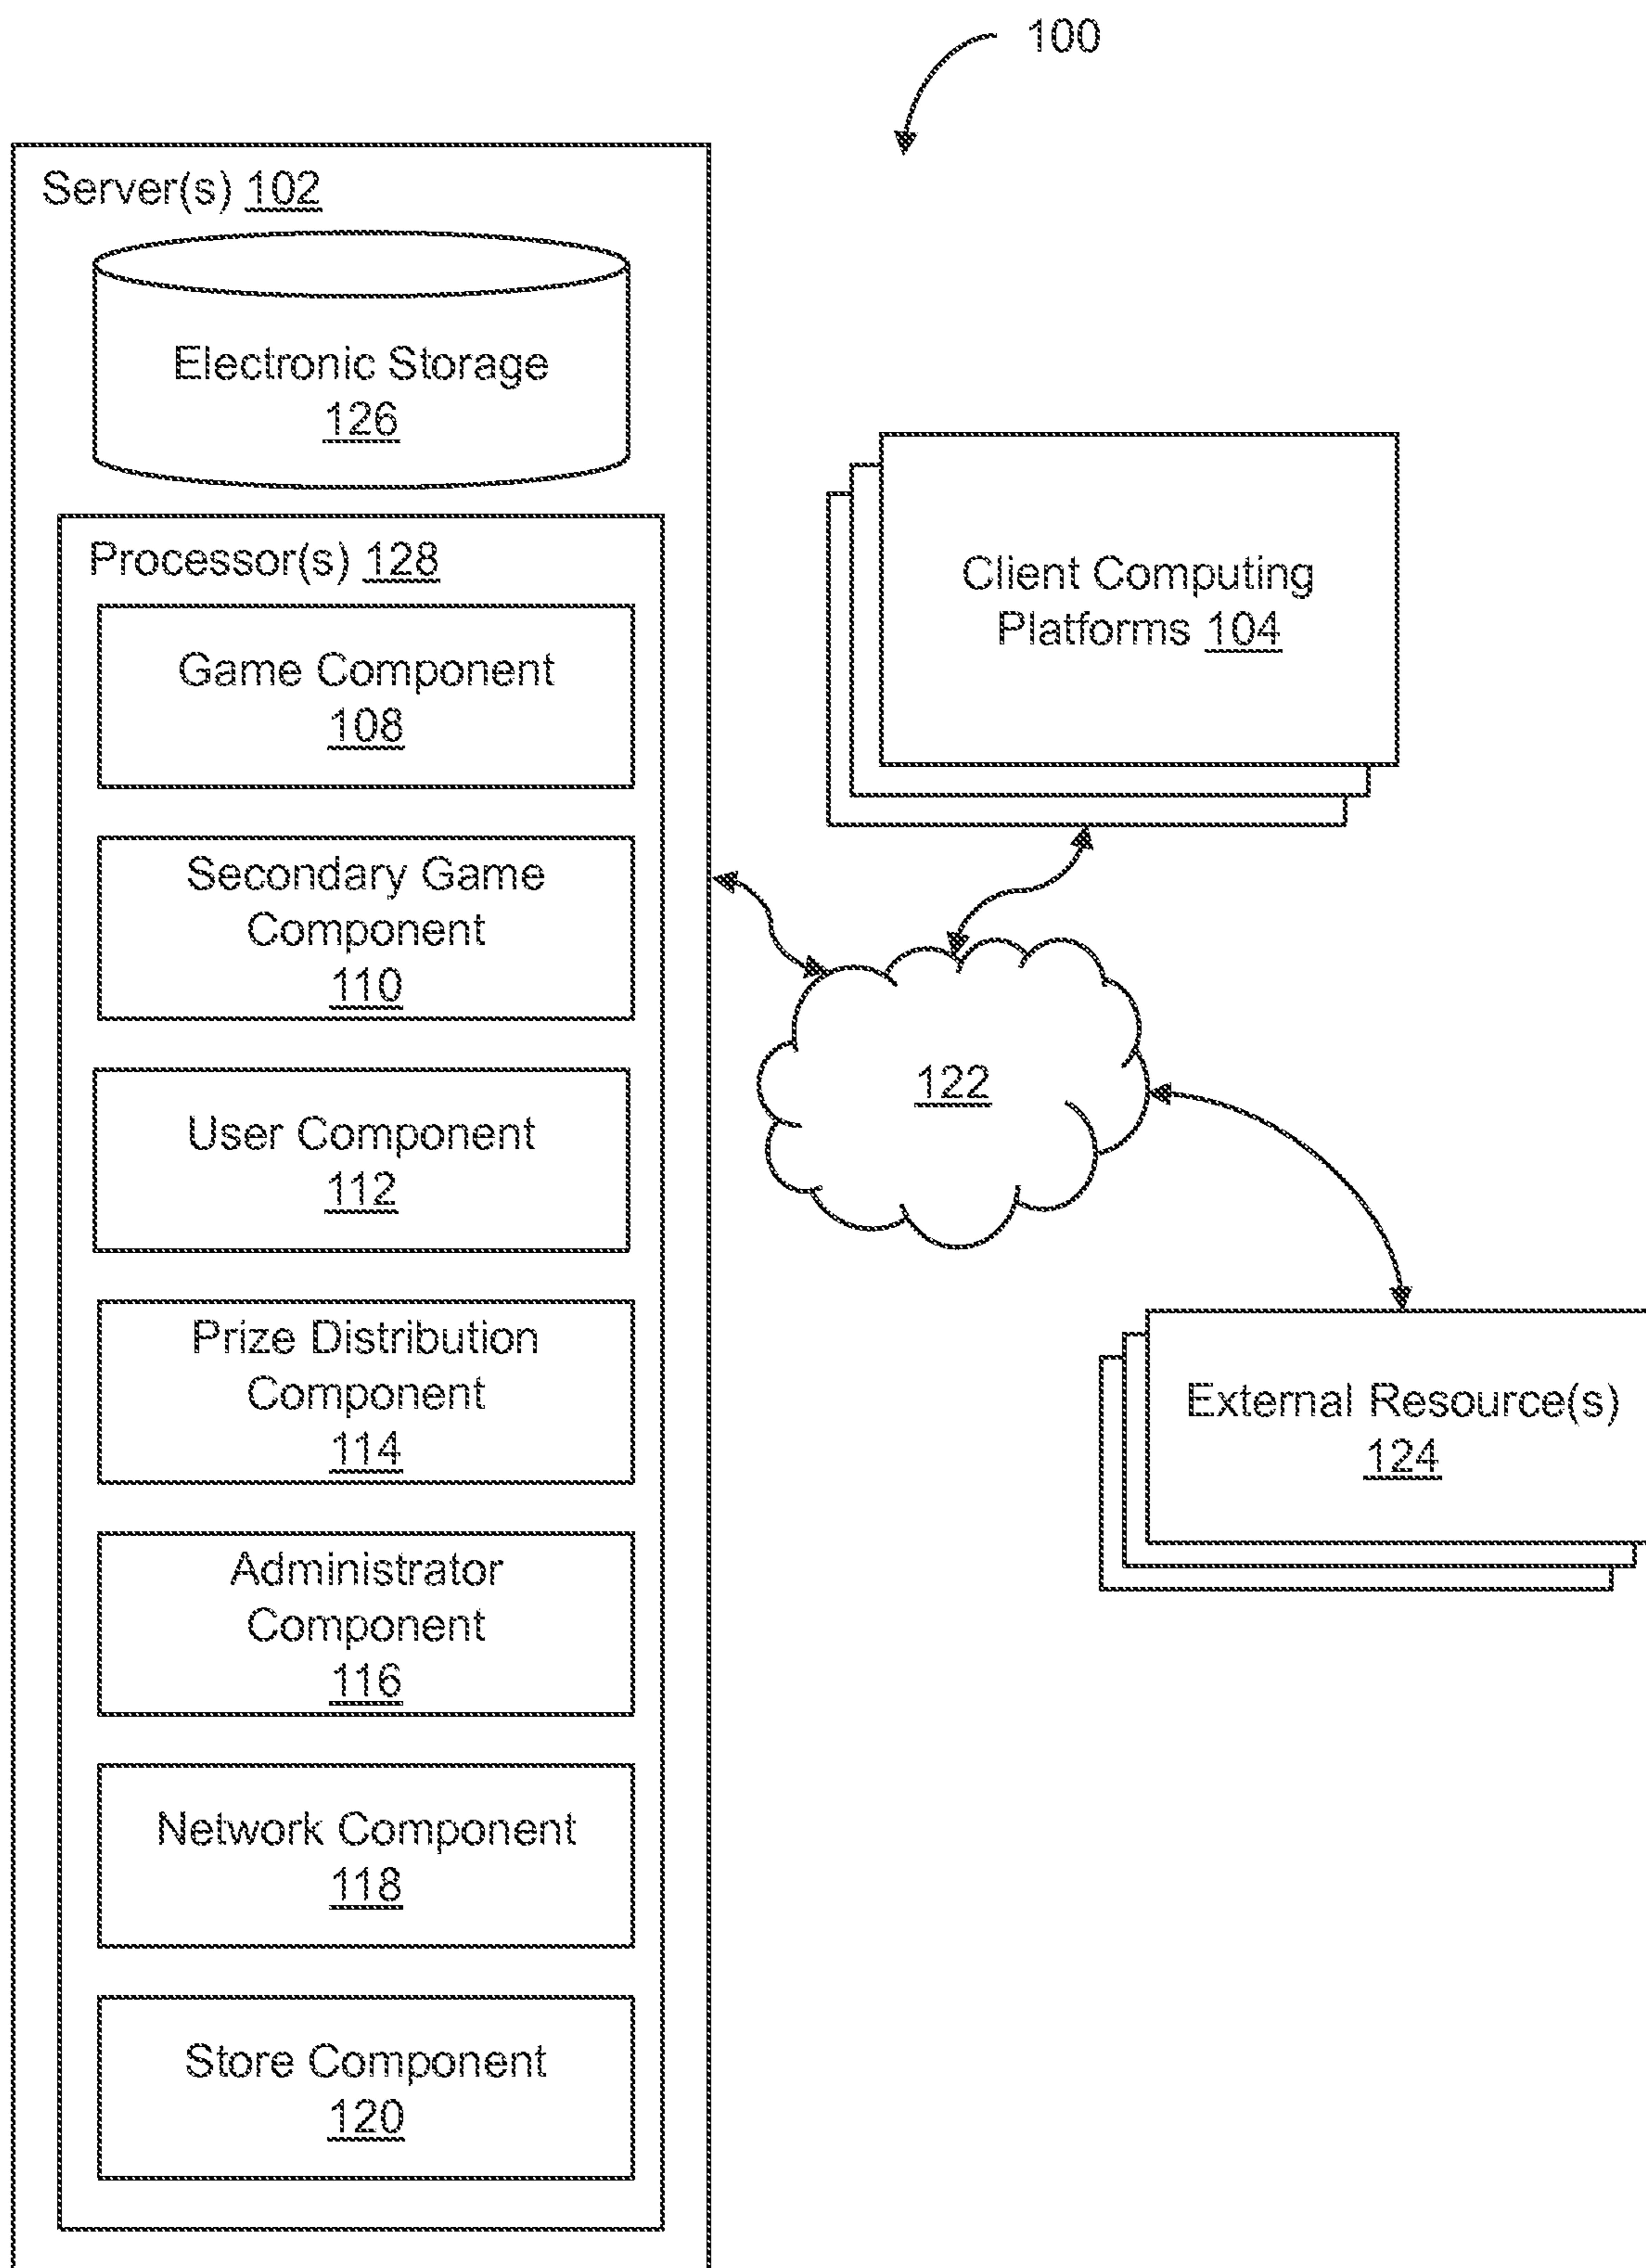 100
Server(s) 102
Electronic Storage
126
Processor(s) 128
Game Component
108
Secondary Game
Component
110
User Component
112
Prize Distribution
Component
114
Administrator
Component
116
Network Component
118
Store Component
120
Client Computing
Platforms 104
122
External Resource(s)
124